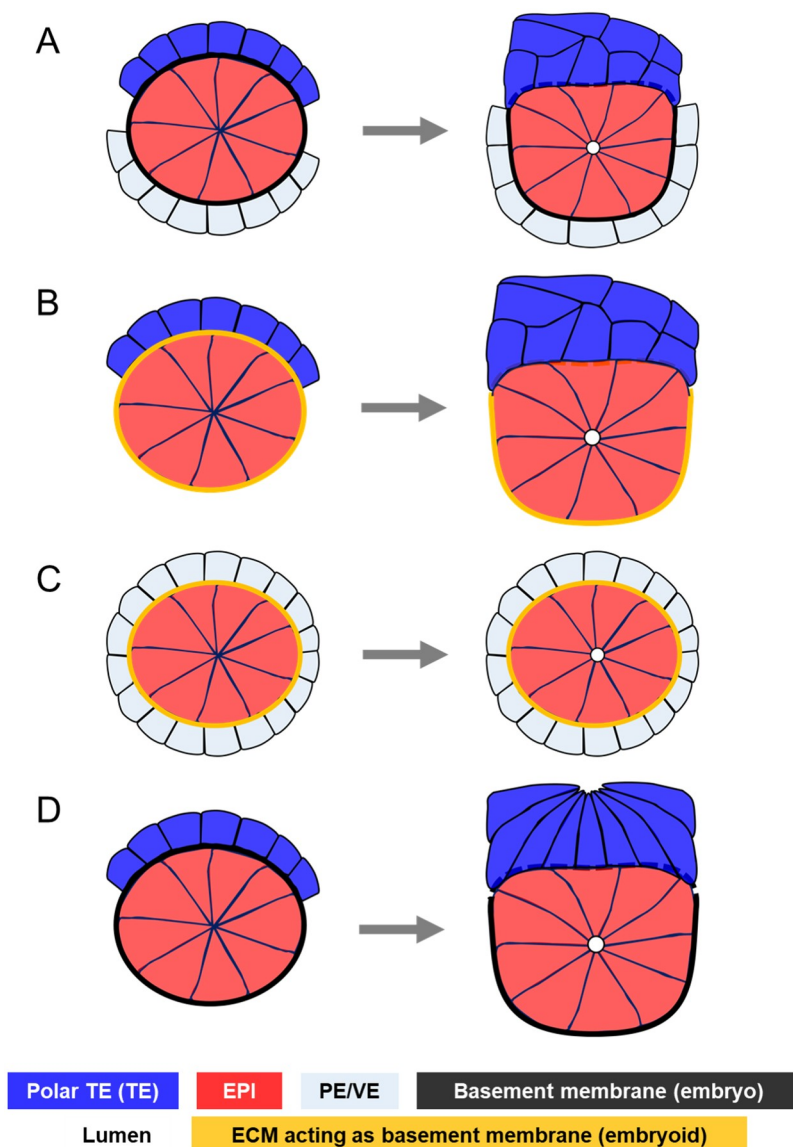 A
B
C
D
Polar TE (TE) EPI PE/VE Basement membrane (embryo)
Lumen ECM acting as basement membrane (embryoid)